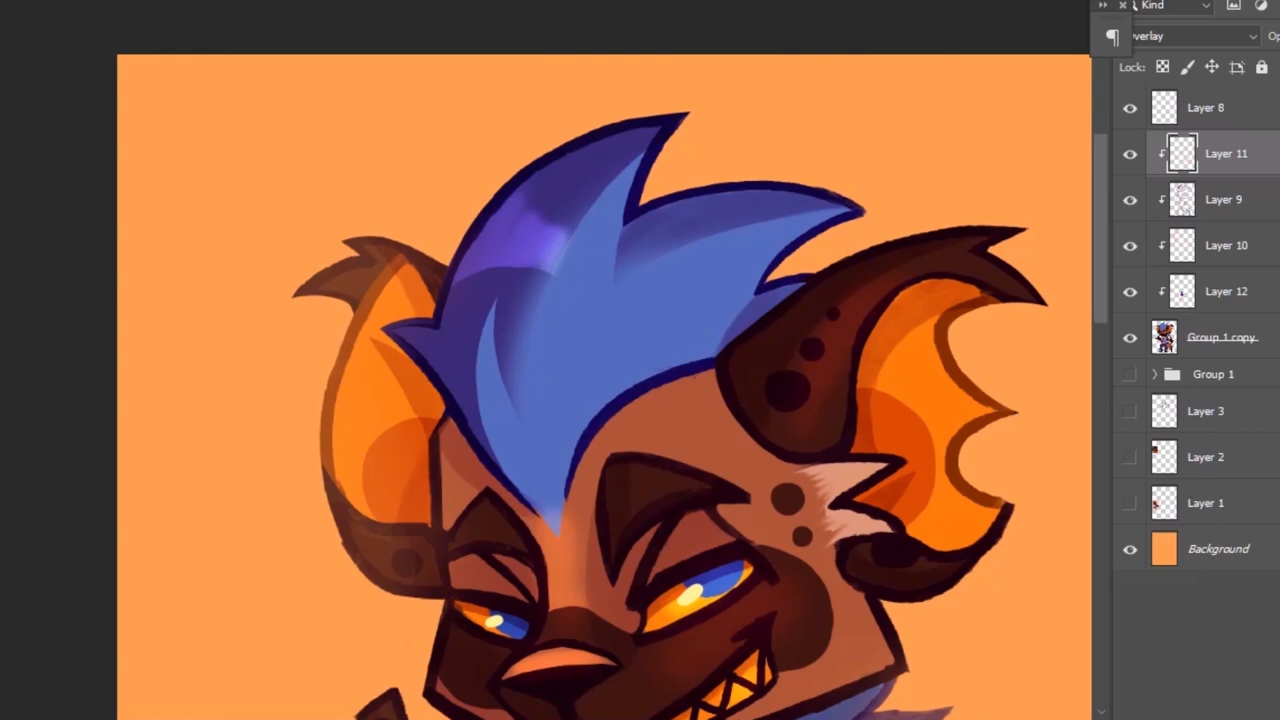 Kind
verlay
Op
Lock:
Layer 8
Layer 11
Layer 9
Layer 10
Layer 12
Group 1 copy
Group 1
Layer 3
Layer 2
Layer 1
Background